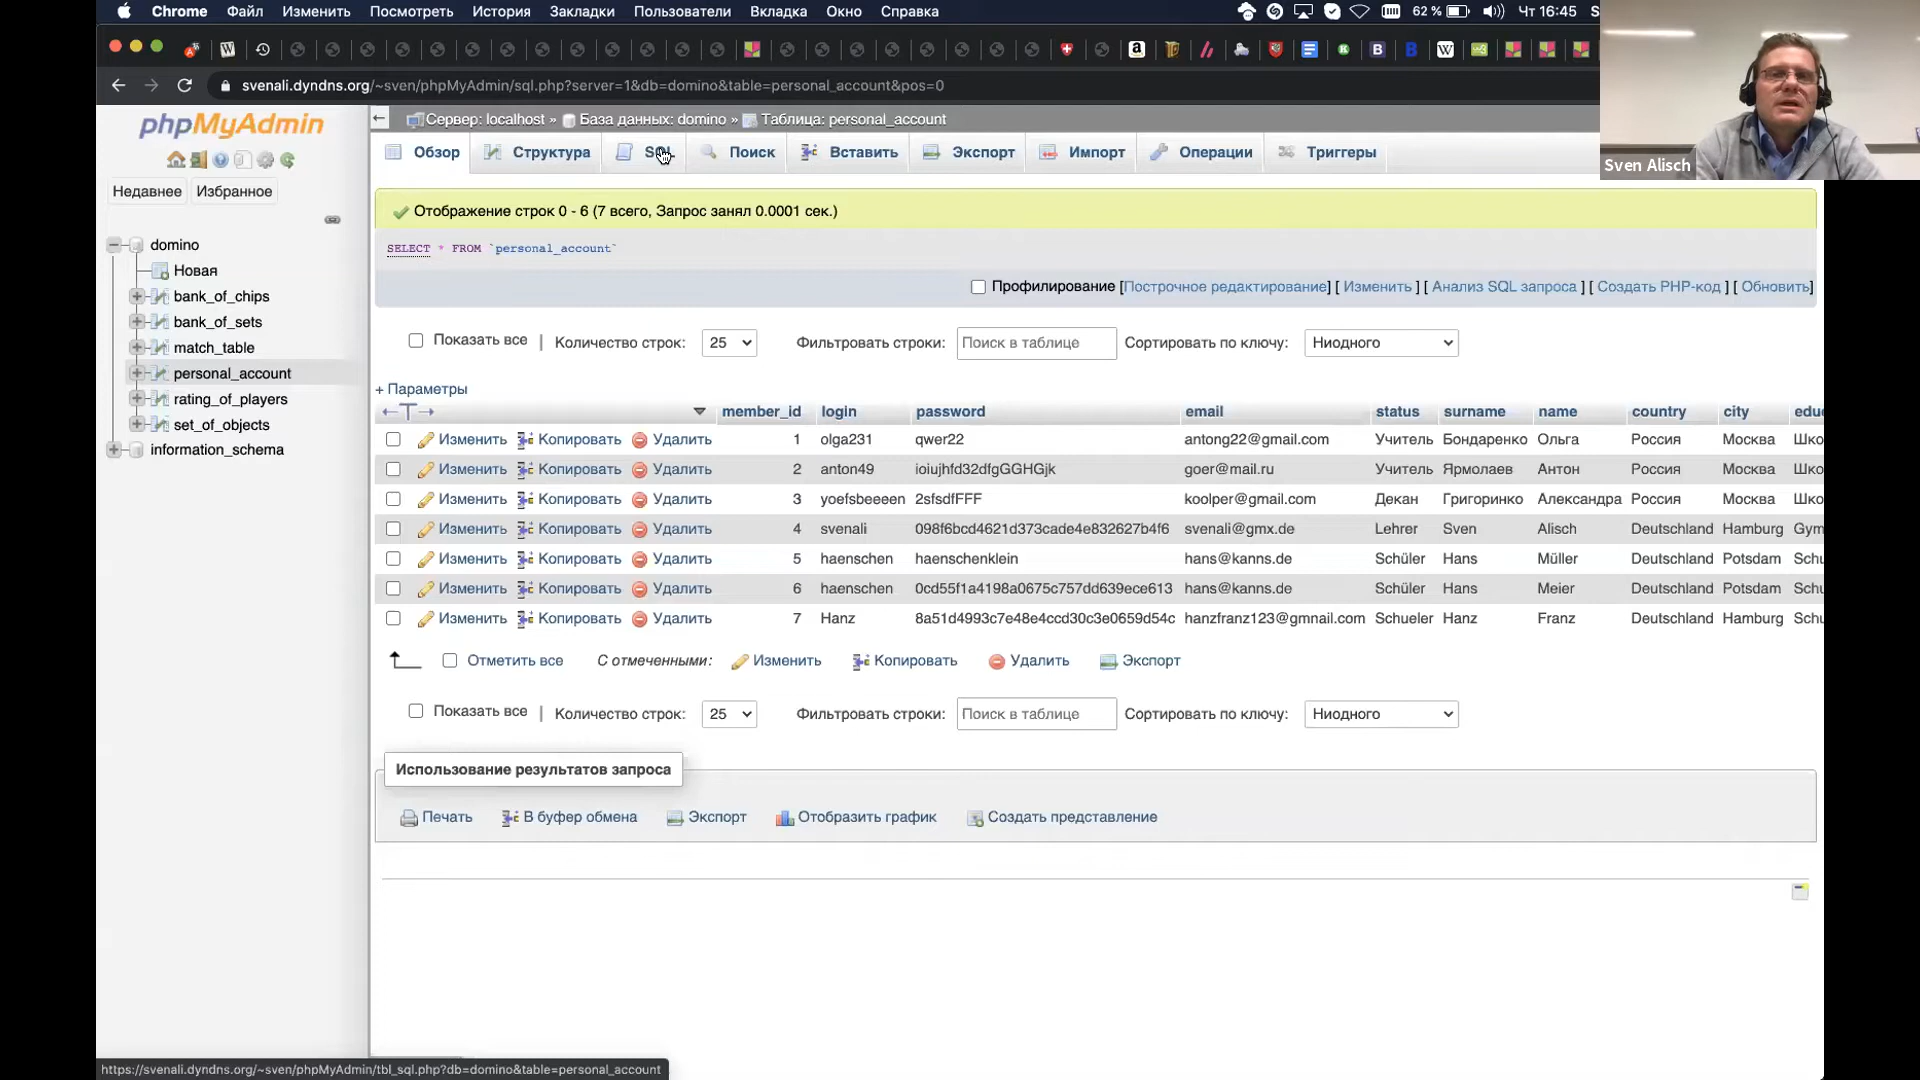 Chrome Файл Изменить Посмотреть История Закладки Пользователи Вкладка Окно Справка 62 % Чт 16:45
svenali.dyndns.org/~sven/phpMyAdmin/sql.php?server=1&db=domino&table=personal_account&pos=0
Sven Alisch
phpMyAdmin
Недавнее Избранное
domino
Новая
bank_of_chips
bank_of_sets
match_table
personal_account
rating_of_players
set_of_objects
information_schema
Сервер: localhost » База данных: domino » Таблица: personal_account
Обзор Структура SQL Поиск Вставить Экспорт Импорт Операции Триггеры
Отображение строк 0 - 6 (7 всего, Запрос занял 0.0001 сек.)
SELECT * FROM `personal_account`
Профилирование [Построчное редактирование] [ Изменить ] [ Анализ SQL запроса ] [ Создать PHP-код ] [ Обновить]
Показать все | Количество строк: 25 Фильтровать строки: Поиск в таблице Сортировать по ключу: Ниодного
+ Параметры
←T→ member_id login password email status surname name country city edu
Изменить Копировать Удалить 1 olga231 qwer22 antong22@gmail.com Учитель Бондаренко Ольга Россия Москва Шко
Изменить Копировать Удалить 2 anton49 ioiujhfd32dfgGGHGjk goer@mail.ru Учитель Ярмолаев Антон Россия Москва Шко
Изменить Копировать Удалить 3 yoefsbeeeen 2sfsdfFFF koolper@gmail.com Декан Григоринко Александра Россия Москва Шко
Изменить Копировать Удалить 4 svenali 098f6bcd4621d373cade4e832627b4f6 svenali@gmx.de Lehrer Sven Alisch Deutschland Hamburg Gym
Изменить Копировать Удалить 5 haenschen haenschenklein hans@kanns.de Schüler Hans Müller Deutschland Potsdam Schu
Изменить Копировать Удалить 6 haenschen 0cd55f1a4198a0675c757dd639ece613 hans@kanns.de Schüler Hans Meier Deutschland Potsdam Schu
Изменить Копировать Удалить 7 Hanz 8a51d4993c7e48e4ccd30c3e0659d54c hanzfranz123@gmnail.com Schueler Hanz Franz Deutschland Hamburg Schu
Отметить все С отмеченными: Изменить Копировать Удалить Экспорт
Показать все | Количество строк: 25 Фильтровать строки: Поиск в таблице Сортировать по ключу: Ниодного
Использование результатов запроса
Печать В буфер обмена Экспорт Отобразить график Создать представление
https://svenali.dyndns.org/~sven/phpMyAdmin/tbl_sql.php?db=domino&table=personal_account